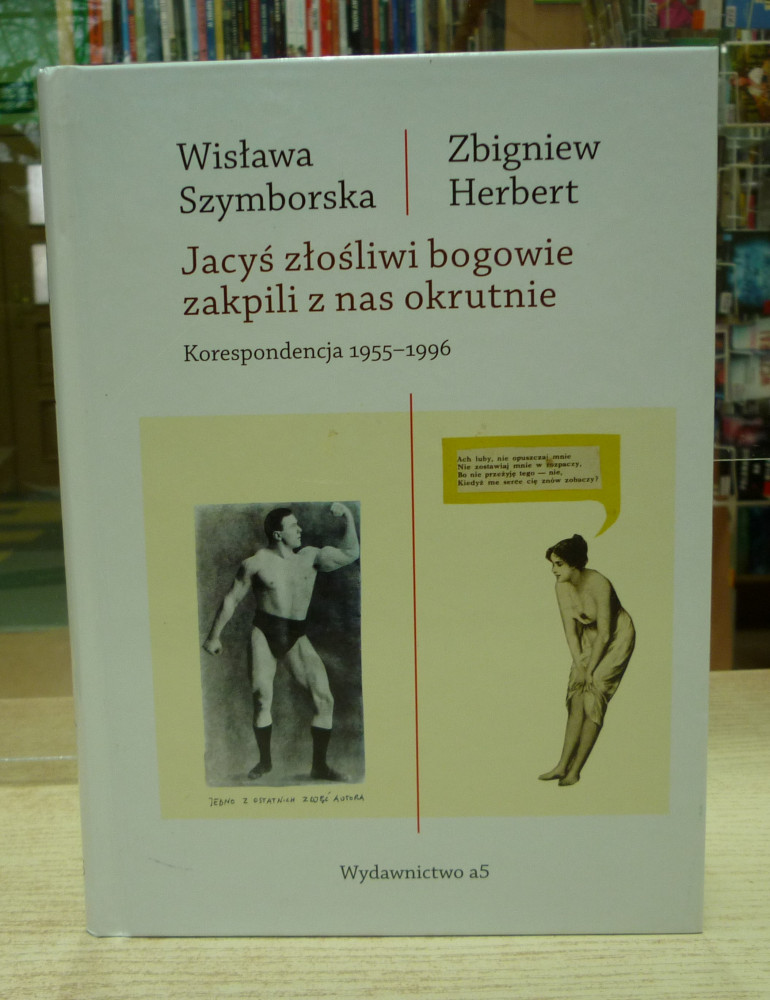 Wisława
Szymborska
Zbigniew
Herbert
Jacyś złośliwi bogowie
zakpili z nas okrutnie
Korespondencja 1955–1996
Ach luby, nie opuszczaj mnie
Nie zostawiaj mnie w rozpaczy,
Bo nie przeżyję tego — nie,
Kiedyż me serce cię znów zobaczy?
JEDNO Z OSTATNICH ZDJĘĆ AUTORA
Wydawnictwo a5